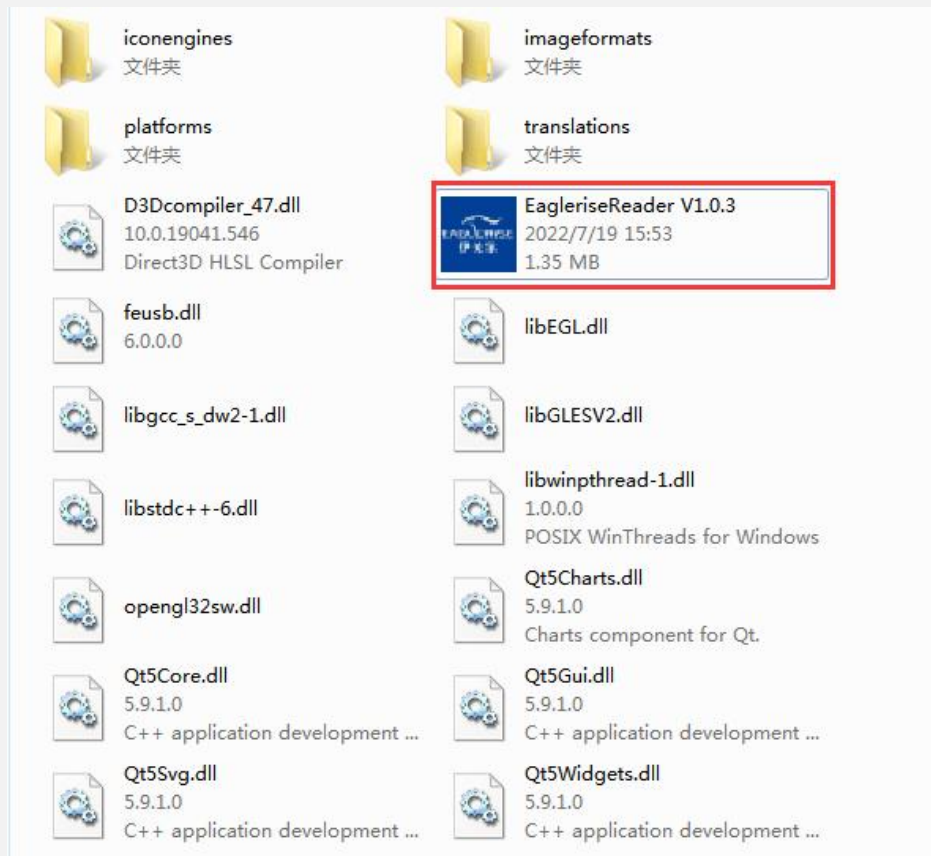 iconengines
文件夹
imageformats
文件夹
platforms
文件夹
translations
文件夹
D3Dcompiler_47.dll
10.0.19041.546
Direct3D HLSL Compiler
EAGLERISE
伊戈尔
EagleriseReader V1.0.3
2022/7/19 15:53
1.35 MB
feusb.dll
6.0.0.0
libEGL.dll
libgcc_s_dw2-1.dll
libGLESV2.dll
libstdc++-6.dll
libwinpthread-1.dll
1.0.0.0
POSIX WinThreads for Windows
opengl32sw.dll
Qt5Charts.dll
5.9.1.0
Charts component for Qt.
Qt5Core.dll
5.9.1.0
C++ application development ...
Qt5Gui.dll
5.9.1.0
C++ application development ...
Qt5Svg.dll
5.9.1.0
C++ application development ...
Qt5Widgets.dll
5.9.1.0
C++ application development ...